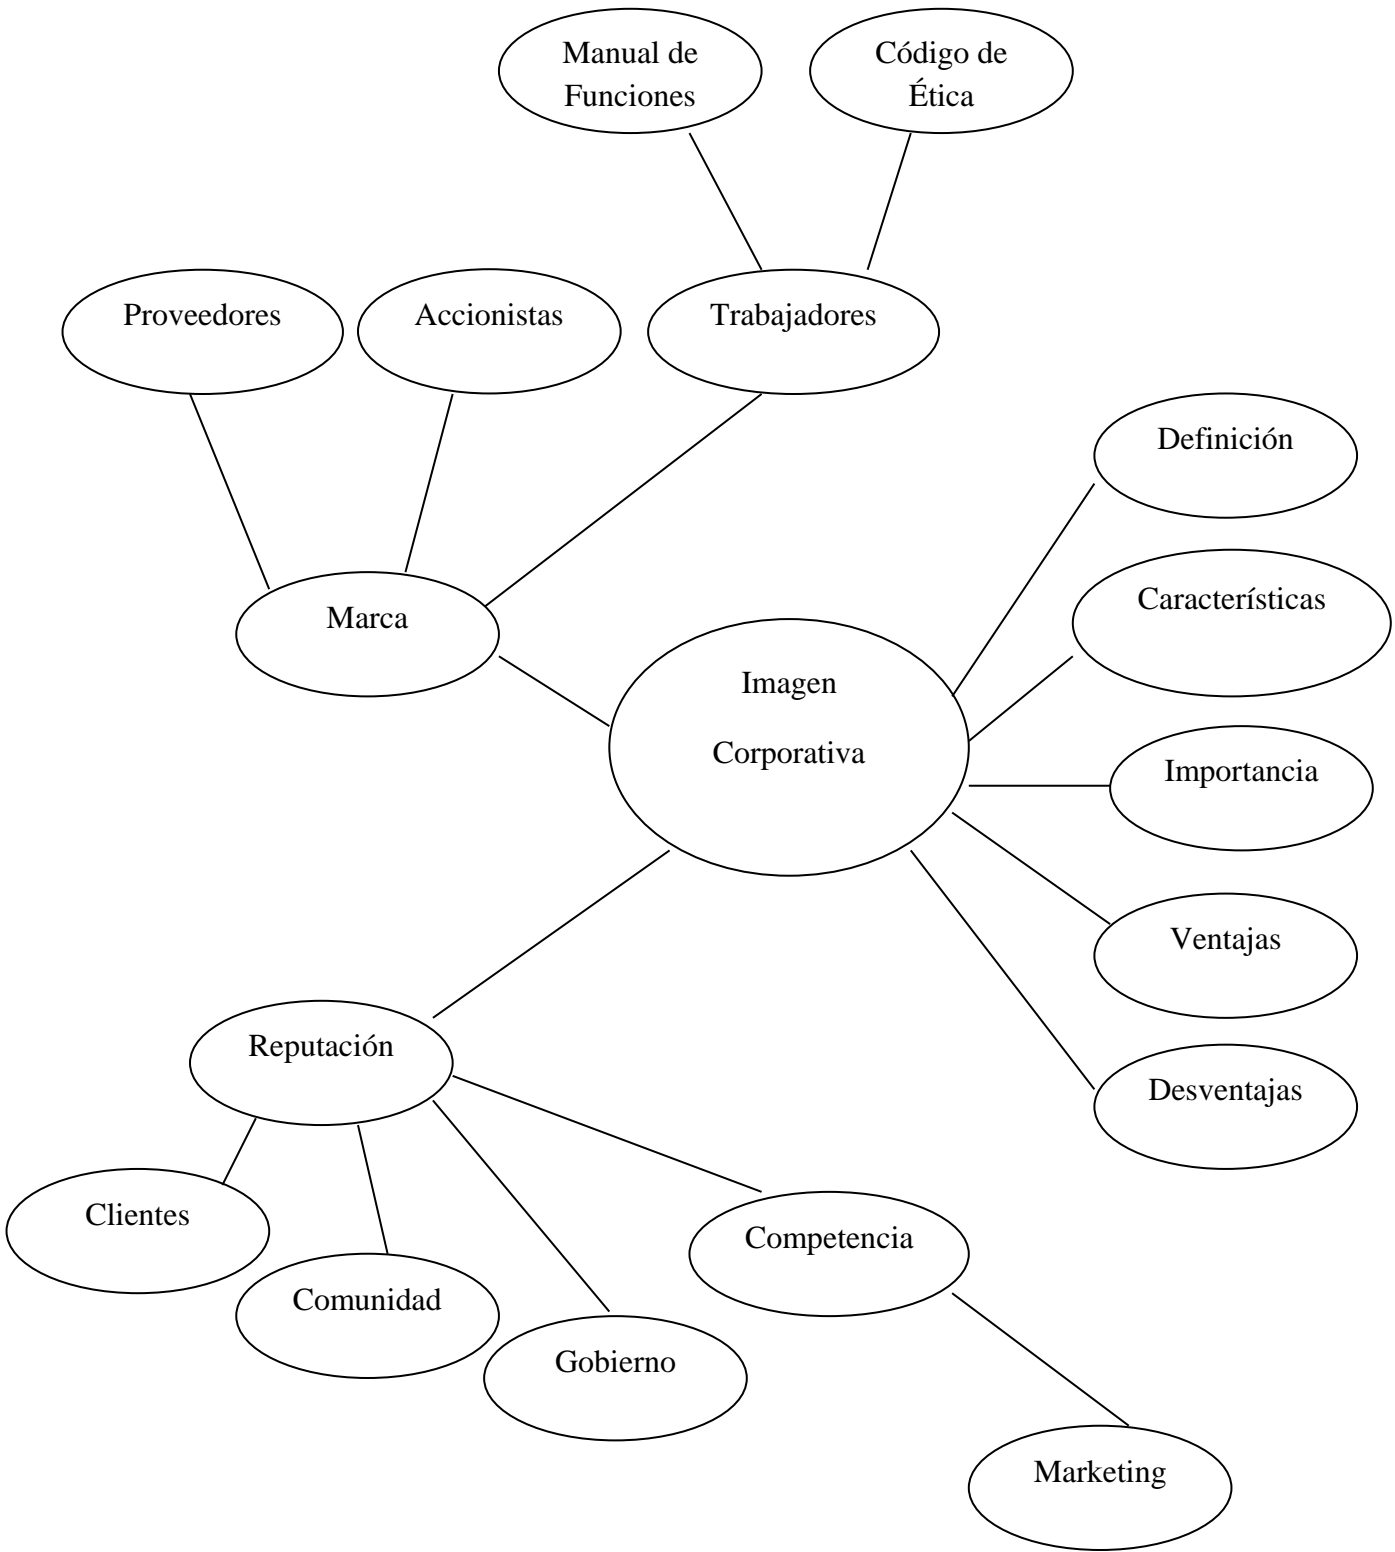 Manual de
Funciones
Código de
Ética
Proveedores
Accionistas
Trabajadores
Definición
Características
Marca
Imagen
Corporativa
Importancia
Ventajas
Reputación
Desventajas
Clientes
Competencia
Comunidad
Gobierno
Marketing